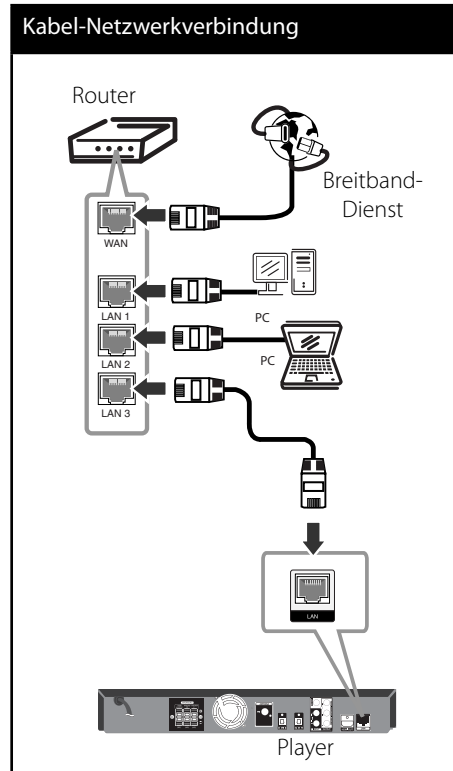 Kabel-Netzwerkverbindung
Router
Breitband-
Dienst
WAN
LAN 1
PC
LAN 2
PC
LAN 3
LAN
Player